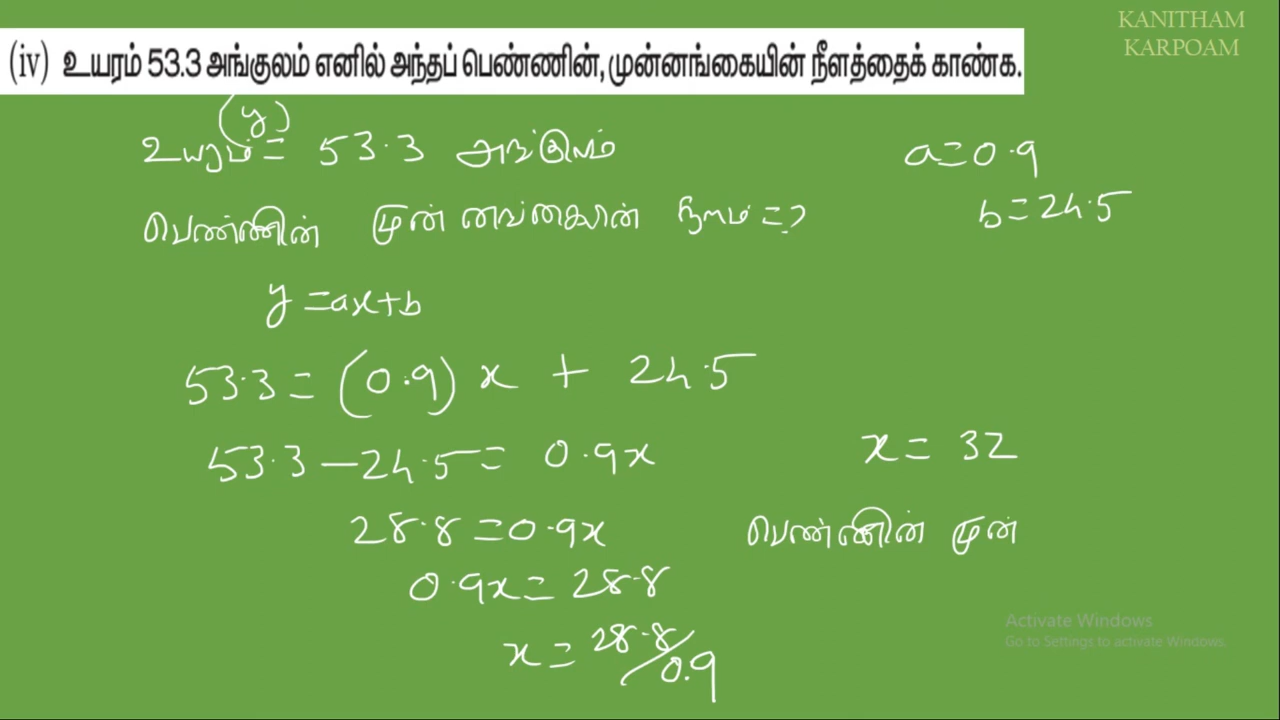 KANITHAM
KARPOAM
(iv) உயரம் 53.3 அங்குலம் எனில் அந்தப் பெண்ணின், முன்னங்கையின் நீளத்தைக் காண்க.
(y)
உயரம் = 53.3 அங்குலம்
a=0.9
பெண்ணின் முன்னங்கையின் நீளம் =?
b=24.5
y =ax+b
53.3= (0.9) x + 24.5
53.3 – 24.5= 0.9x
x = 32
28.8 =0.9x
பெண்ணின் முன்
0.9x= 28.8
x = 28.8/0.9
Activate Windows
Go to Settings to activate Windows.